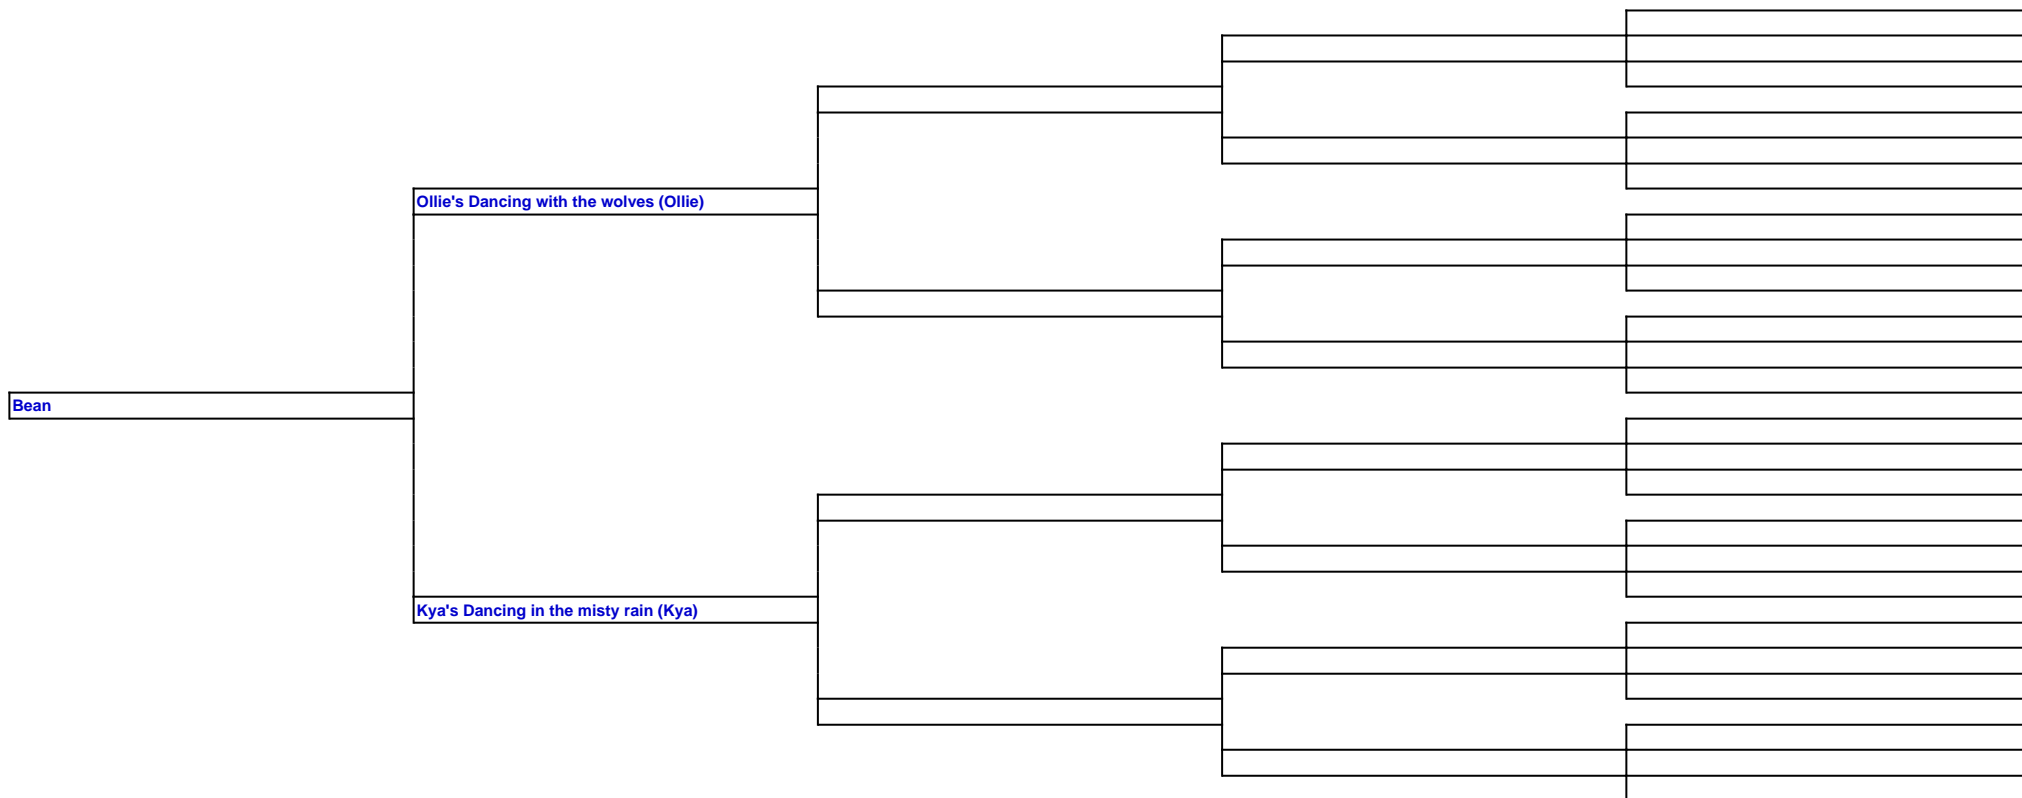 Ollie's Dancing with the wolves (Ollie)
Bean
Kya's Dancing in the misty rain (Kya)